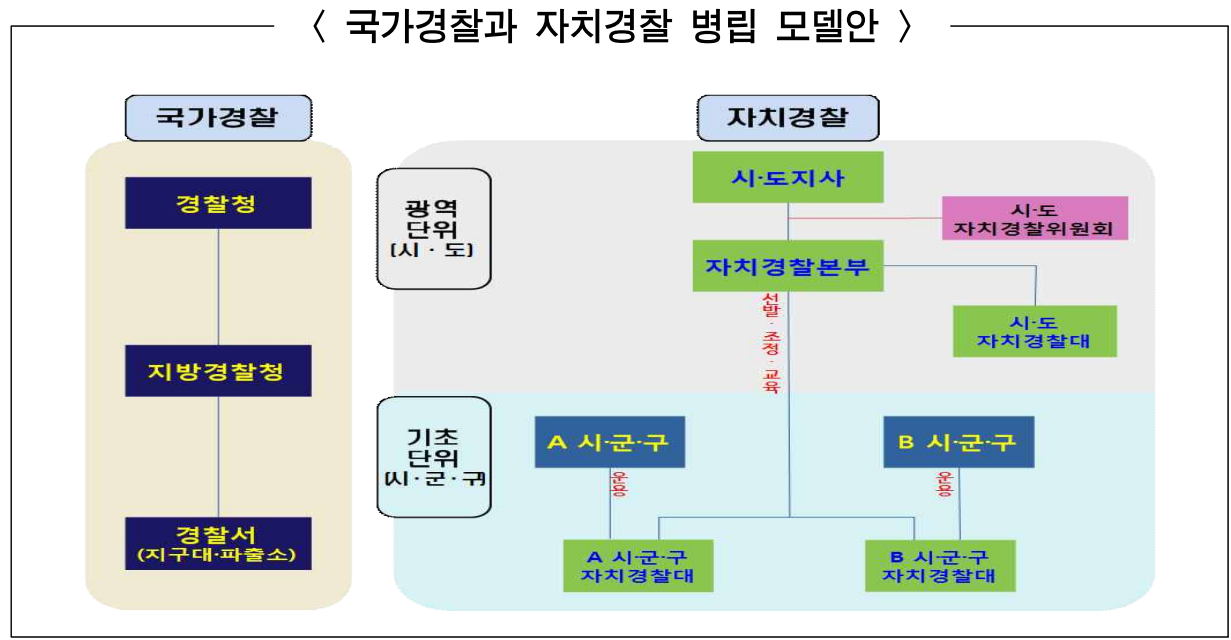 〈 국가경찰과 자치경찰 병립 모델안 〉
국가경찰
자치경찰
경찰청
지방경찰청
경찰서
(지구대·파출소)
광역
단위
(시 · 도)
시·도지사
시·도
자치경찰위원회
자치경찰본부
선발·조정·교육
시·도
자치경찰대
기초
단위
(시·군·구)
A 시·군·구
B 시·군·구
운용
운용
A 시·군·구
자치경찰대
B 시·군·구
자치경찰대